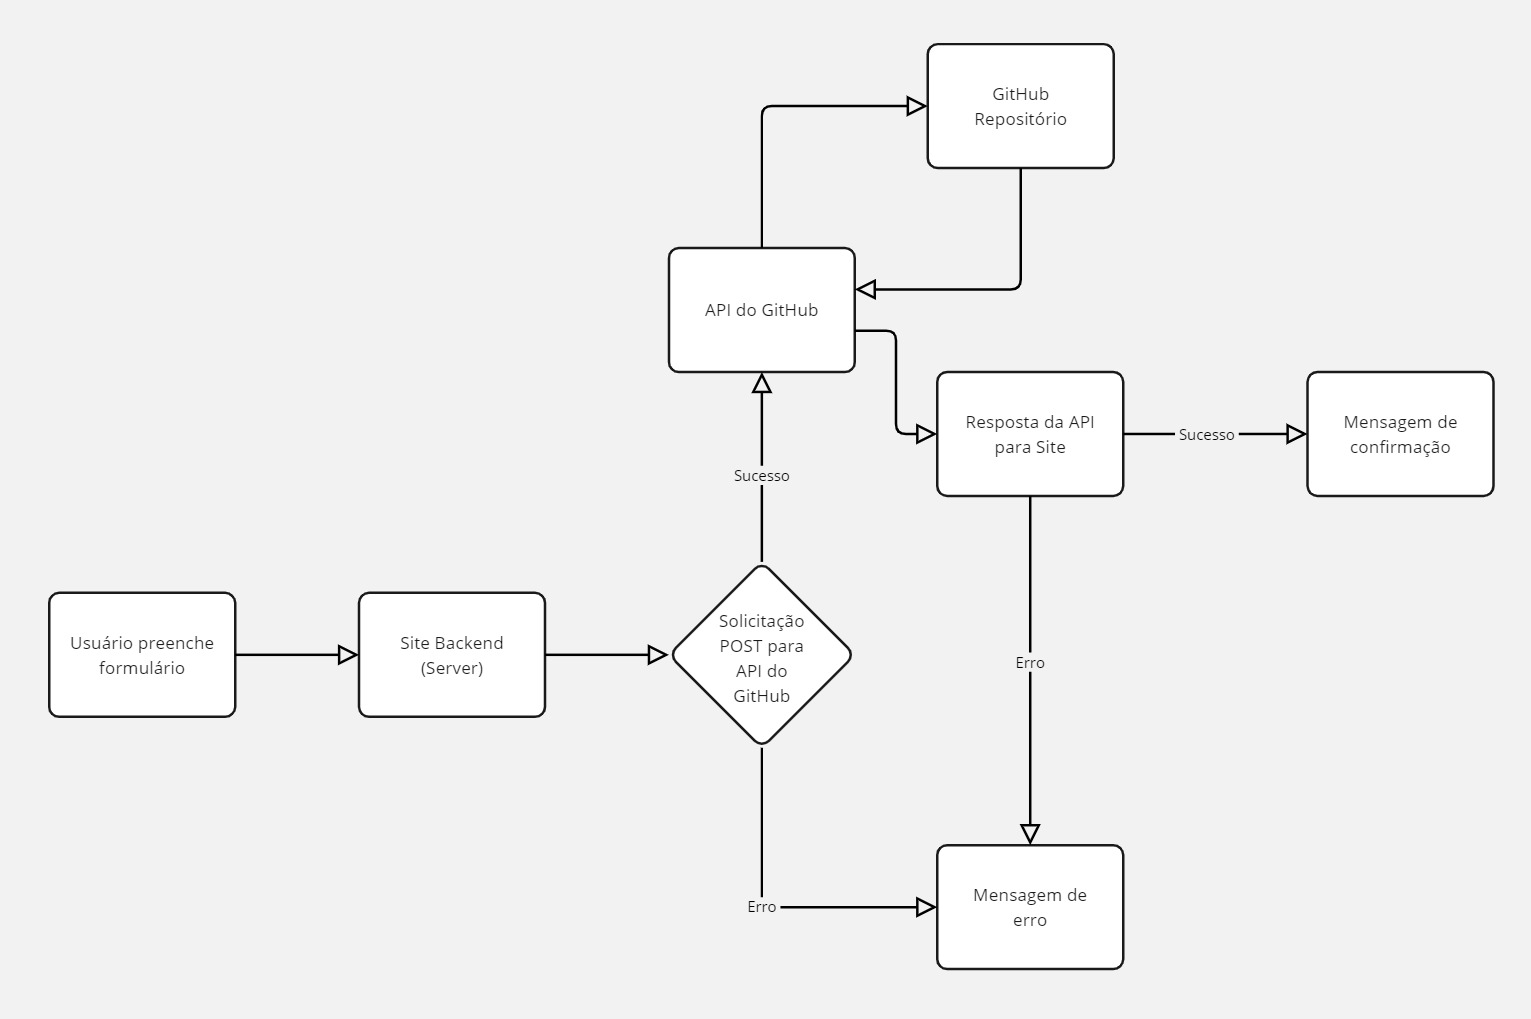 GitHub
Repositório
API do GitHub
Resposta da API
para Site
Sucesso
Mensagem de
confirmação
Sucesso
Usuário preenche
formulário
Site Backend
(Server)
Solicitação
POST para
API do
GitHub
Erro
Erro
Mensagem de
erro